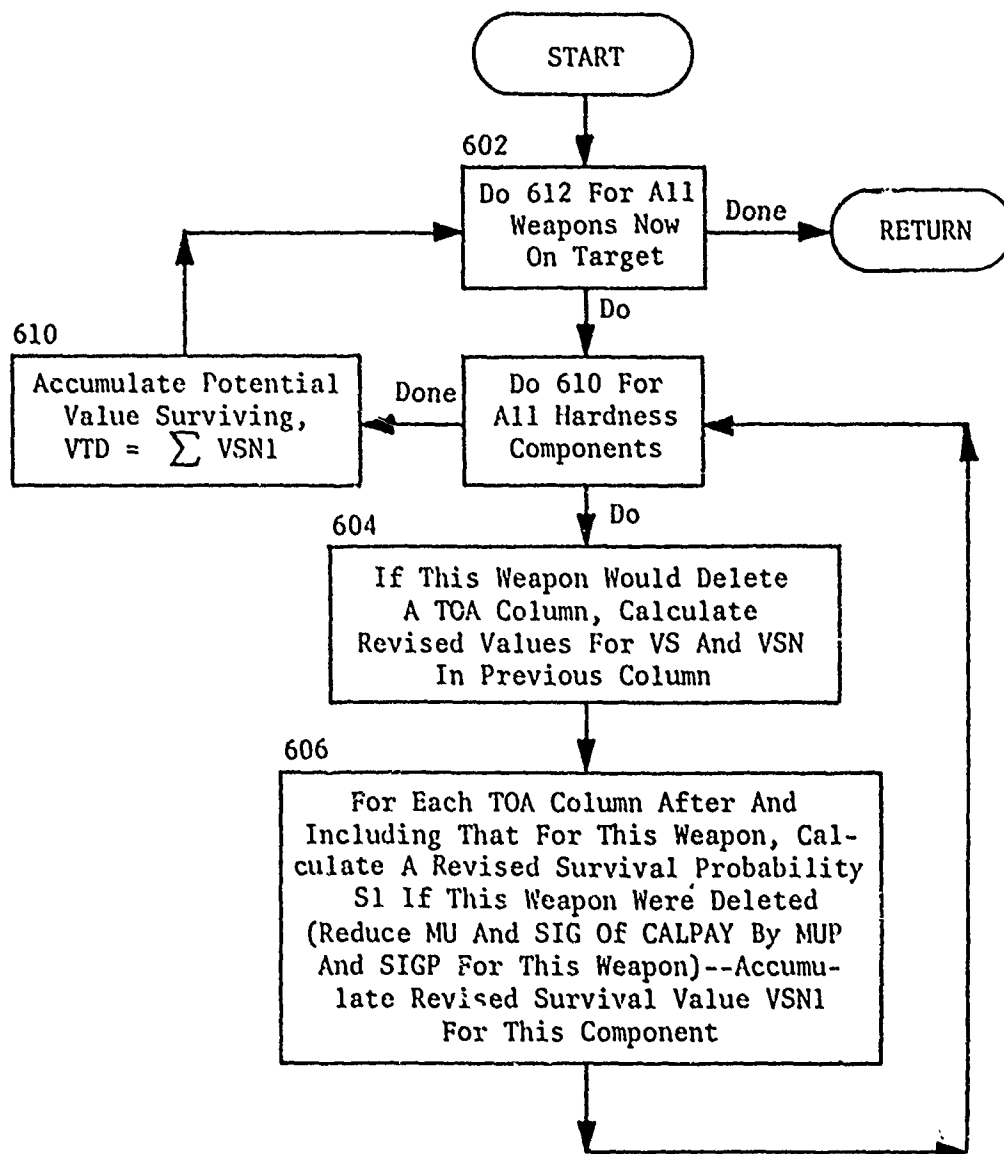 START
602
Do 612 For All
Weapons Now
On Target
Done
RETURN
Do
610
Accumulate Potential
Value Surviving,
VTD = ∑ VSN1
Done
Do 610 For
All Hardness
Components
Do
604
If This Weapon Would Delete
A TOA Column, Calculate
Revised Values For VS And VSN
In Previous Column
606
For Each TOA Column After And
Including That For This Weapon, Cal-
culate A Revised Survival Probability
S1 If This Weapon Were Deleted
(Reduce MU And SIG Of CALPAY By MUP
And SIGP For This Weapon)--Accumu-
late Revised Survival Value VSN1
For This Component